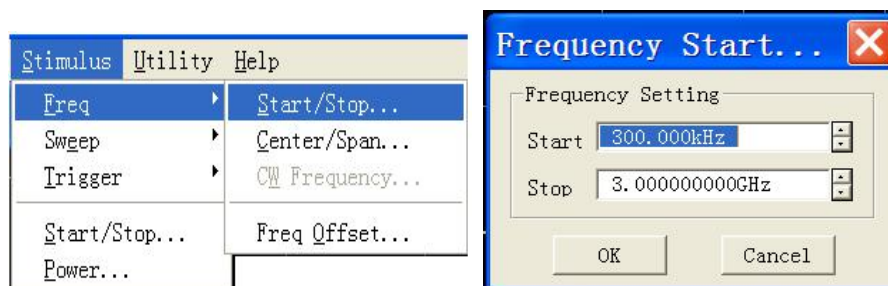 Stimulus Utility Help
Freq
Sweep
Trigger
Start/Stop...
Power...
Start/Stop...
Center/Span...
CW Frequency...
Freq Offset...
Frequency Start...
Frequency Setting
Start 300.000kHz
Stop 3.000000000GHz
OK Cancel